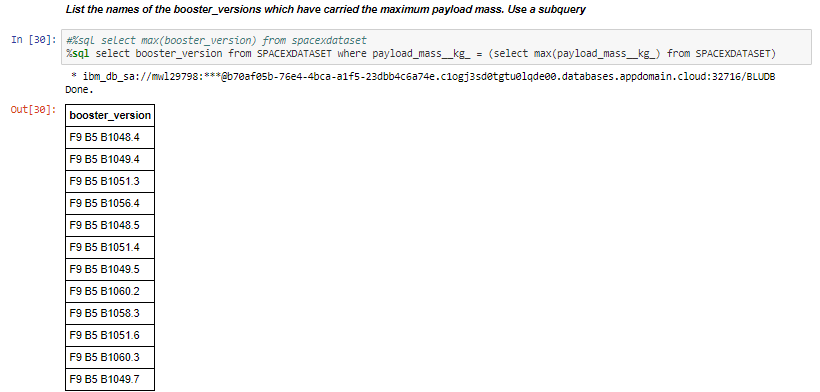 List the names of the booster_versions which have carried the maximum payload mass. Use a subquery
In [30]: #%sql select max(booster_version) from spacexdataset
%sql select booster_version from SPACEXDATASET where payload_mass__kg_ = (select max(payload_mass__kg_) from SPACEXDATASET)
* ibm_db_sa://mwl29798:***@b70af05b-76e4-4bca-a1f5-23dbb4c6a74e.c1ogj3sd0tgtu0lqde00.databases.appdomain.cloud:32716/BLUDB
Done.
Out[30]: booster_version
F9 B5 B1048.4
F9 B5 B1049.4
F9 B5 B1051.3
F9 B5 B1056.4
F9 B5 B1048.5
F9 B5 B1051.4
F9 B5 B1049.5
F9 B5 B1060.2
F9 B5 B1058.3
F9 B5 B1051.6
F9 B5 B1060.3
F9 B5 B1049.7